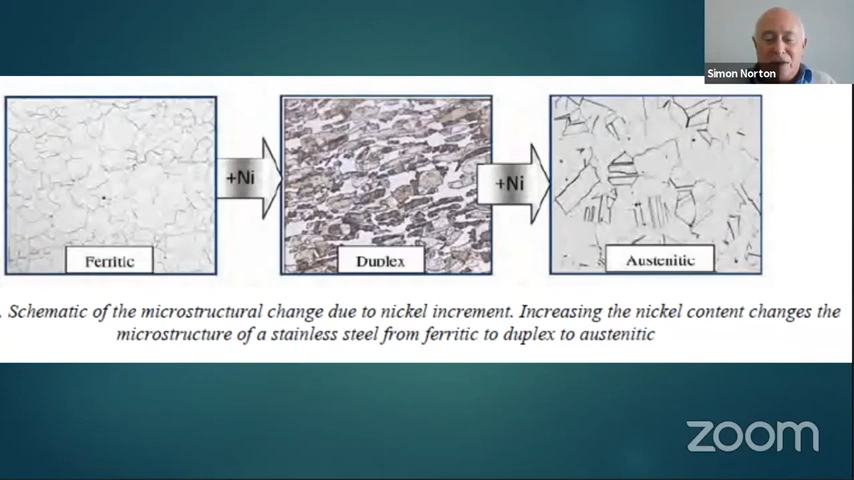 Simon Norton
+Ni
+Ni
Ferritic
Duplex
Austenitic
. Schematic of the microstructural change due to nickel increment. Increasing the nickel content changes the
microstructure of a stainless steel from ferritic to duplex to austenitic
zoom